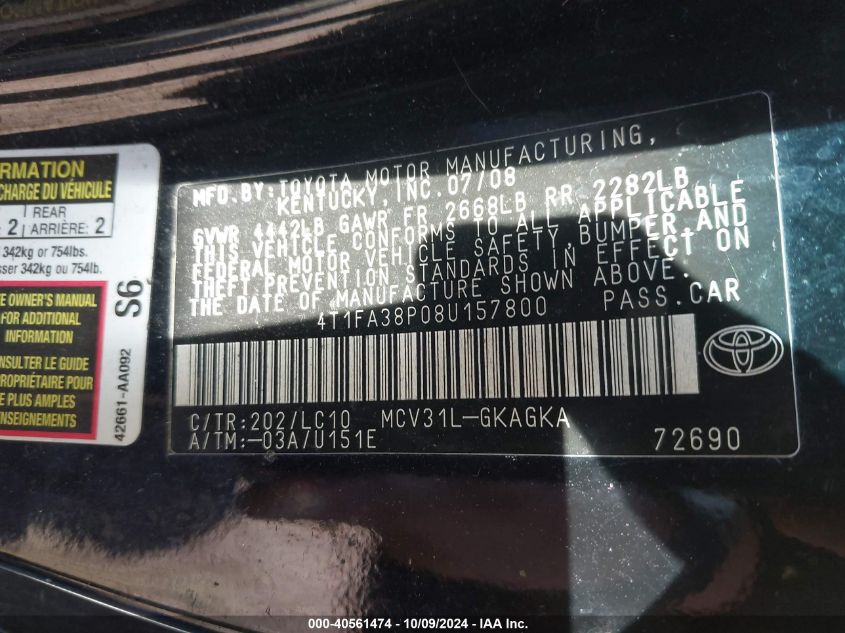 RMATION
CHARGE DU VÉHICULE
2 REAR
ARRIÈRE: 2
342kg or 754lbs.
sser 342kg ou 754lb.
OWNER'S MANUAL
FOR ADDITIONAL
INFORMATION
NSULTER LE GUIDE
PROPRIÉTAIRE POUR
PLUS AMPLES
ENSEIGNEMENTS
S6
42661-AA092
MFD.BY:TOYOTA MOTOR MANUFACTURING,
KENTUCKY, INC.07/08
GVWR 4442LB GAWR FR 2668LB RR 2282LB
THIS VEHICLE CONFORMS TO ALL APPLICABLE
FEDERAL MOTOR VEHICLE SAFETY,BUMPER,AND
THEFT PREVENTION STANDARDS IN EFFECT ON
THE DATE OF MANUFACTURE SHOWN ABOVE.
4T1FA38P08U157800 PASS.CAR
C/TR:202/LC10 MCV31L-GKAGKA
A/TM:-03A/U151E 72690
000-40561474 - 10/09/2024 - IAA Inc.